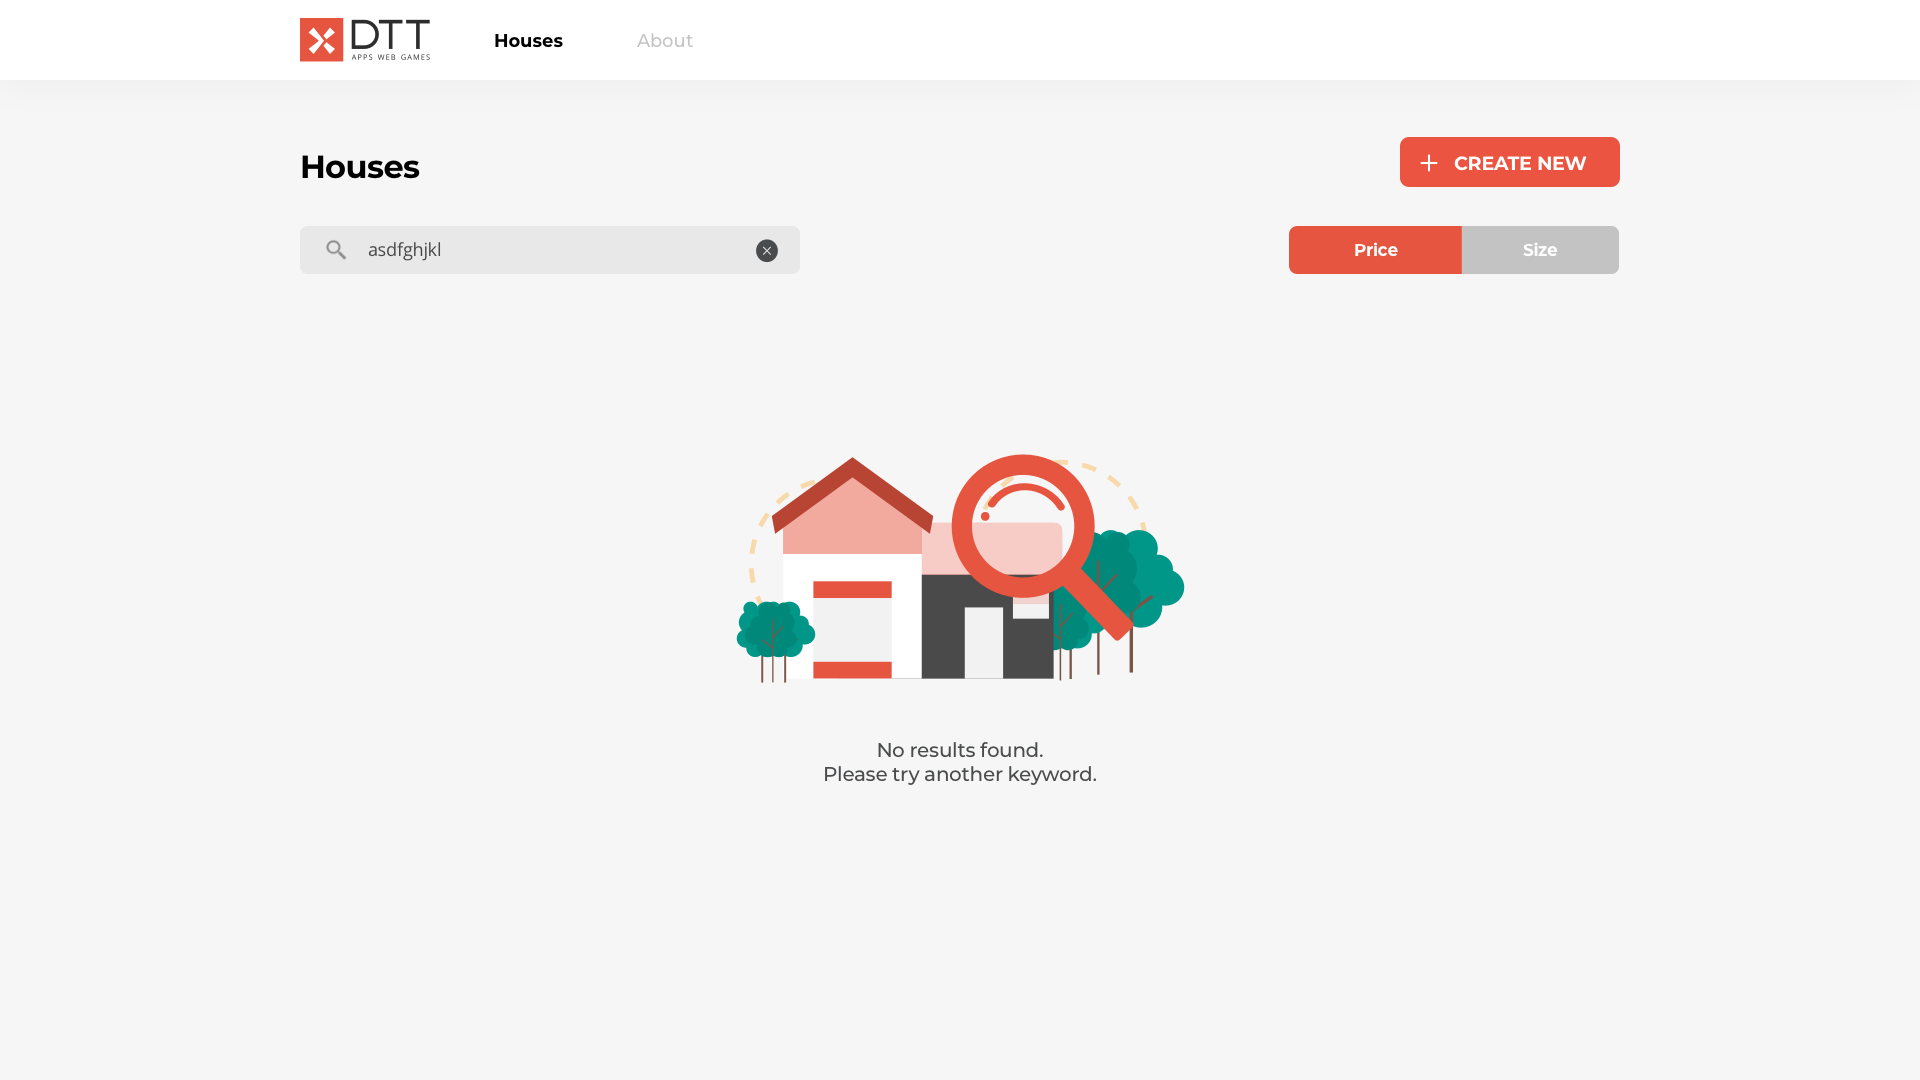 DTT
APPS WEB GAMES
Houses
About
Houses
CREATE NEW
asdfghjkl
Price
Size
No results found.
Please try another keyword.